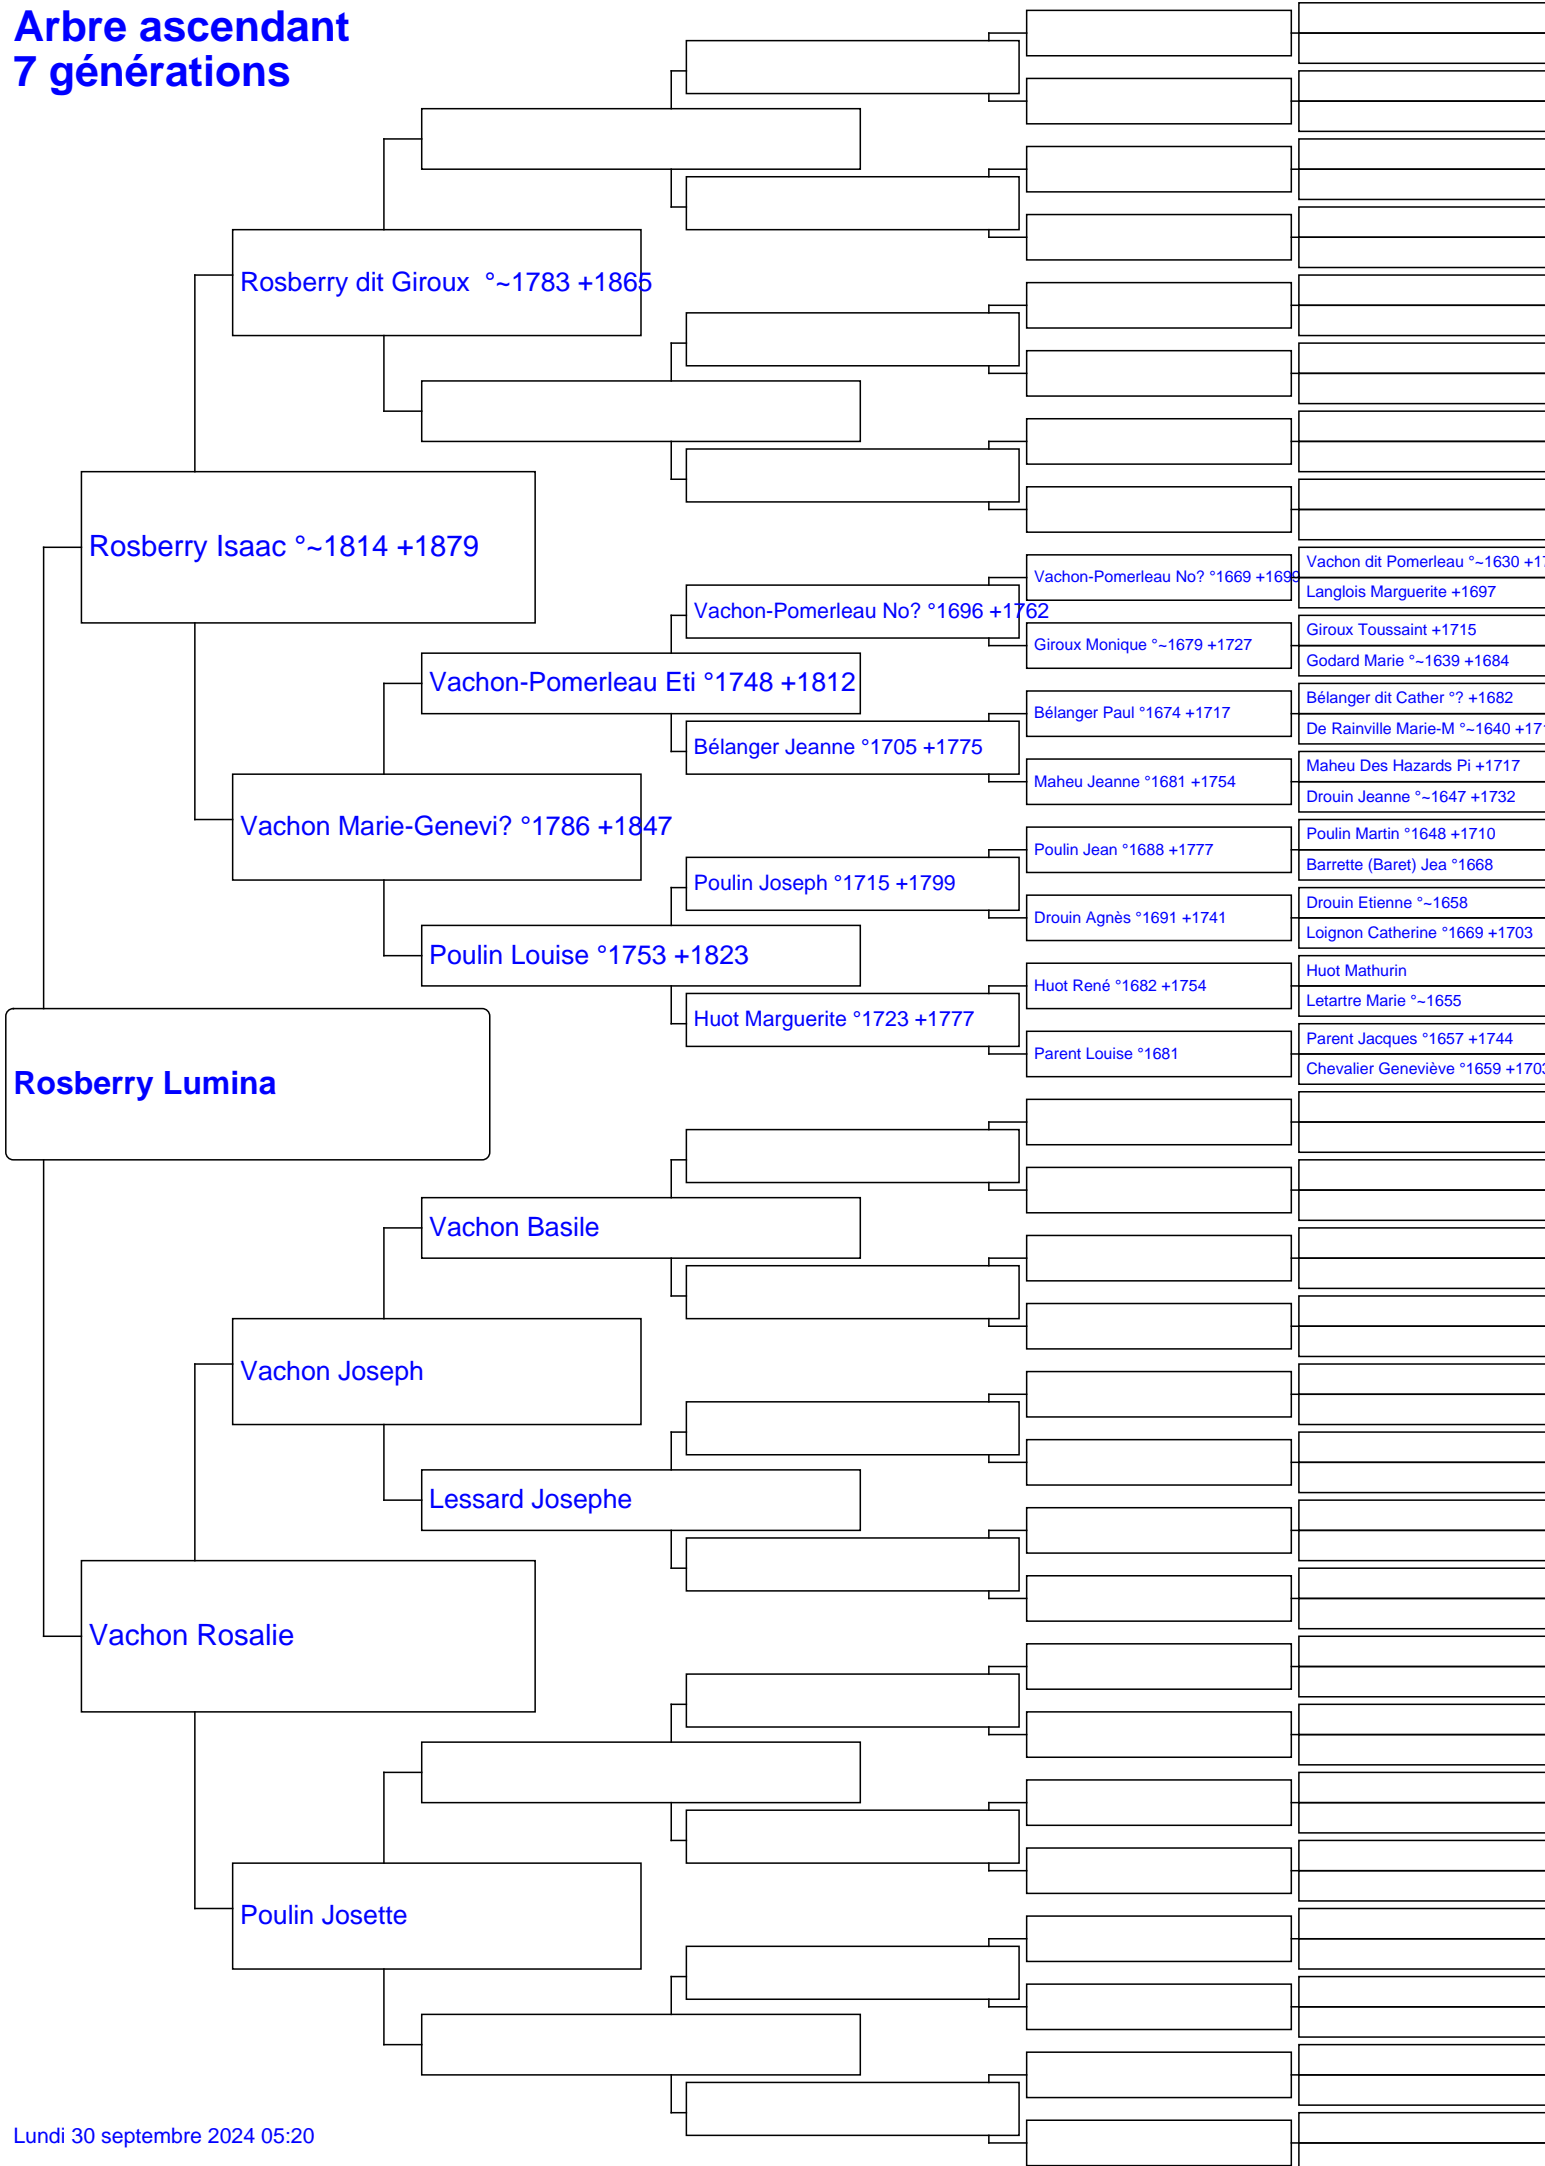 Arbre ascendant
7 générations
Rosberry dit Giroux °~1783 +1865
Rosberry Isaac °~1814 +1879
Vachon-Pomerleau No? °1669 +1699
Vachon dit Pomerleau °~1630 +17
Langlois Marguerite +1697
Vachon-Pomerleau No? °1696 +1762
Giroux Monique °~1679 +1727
Giroux Toussaint +1715
Godard Marie °~1639 +1684
Vachon-Pomerleau Eti °1748 +1812
Bélanger Paul °1674 +1717
Bélanger dit Cather °? +1682
De Rainville Marie-M °~1640 +171
Bélanger Jeanne °1705 +1775
Maheu Jeanne °1681 +1754
Maheu Des Hazards Pi +1717
Drouin Jeanne °~1647 +1732
Vachon Marie-Genevi? °1786 +1847
Poulin Jean °1688 +1777
Poulin Martin °1648 +1710
Barrette (Baret) Jea °1668
Poulin Joseph °1715 +1799
Drouin Agnès °1691 +1741
Drouin Etienne °~1658
Loignon Catherine °1669 +1703
Poulin Louise °1753 +1823
Huot René °1682 +1754
Huot Mathurin
Letartre Marie °~1655
Huot Marguerite °1723 +1777
Parent Louise °1681
Parent Jacques °1657 +1744
Chevalier Geneviève °1659 +1703
Rosberry Lumina
Vachon Basile
Vachon Joseph
Lessard Josephe
Vachon Rosalie
Poulin Josette
Lundi 30 septembre 2024 05:20